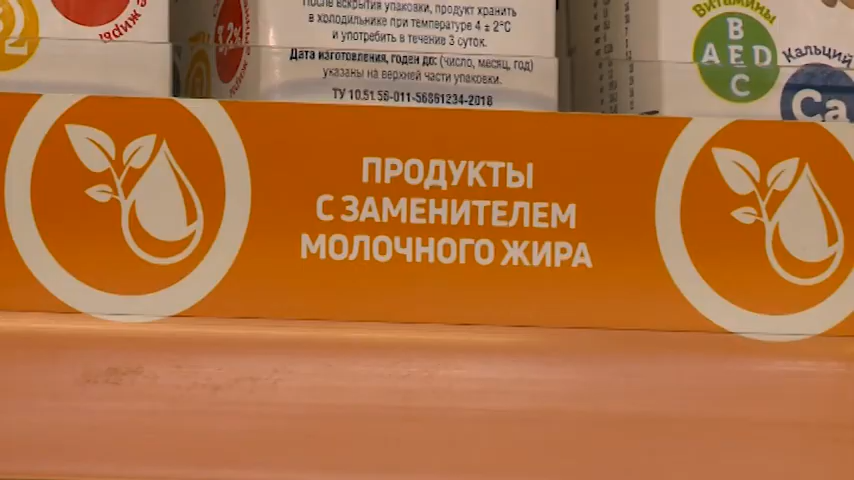 После вскрытия упаковки, продукт хранить
в холодильнике при температуре 4 ± 2°C
и употребить в течение 3 суток.
Дата изготовления, годен до: (число, месяц, год)
указаны на верхней части упаковки.
ТУ 10.51.56-011-56861234-2018
3,2%
Витамины
B
A E D
C
Кальций
Ca
ПРОДУКТЫ
С ЗАМЕНИТЕЛЕМ
МОЛОЧНОГО ЖИРА